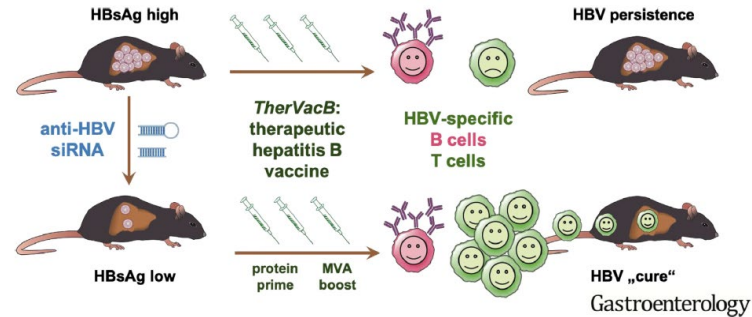 HBsAg high
HBV persistence
anti-HBV
siRNA
TherVacB:
therapeutic
hepatitis B
vaccine
HBV-specific
B cells
T cells
HBsAg low
protein
prime
MVA
boost
HBV „cure“
Gastroenterology